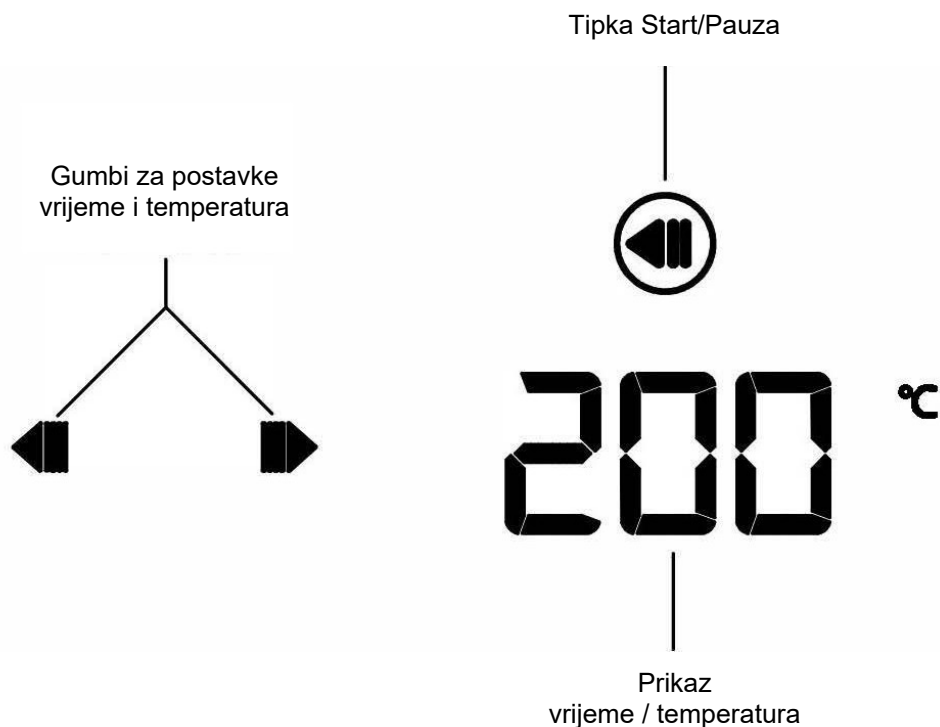 Tipka Start/Pauza
Gumbi za postavke
vrijeme i temperatura
200 °C
Prikaz
vrijeme / temperatura